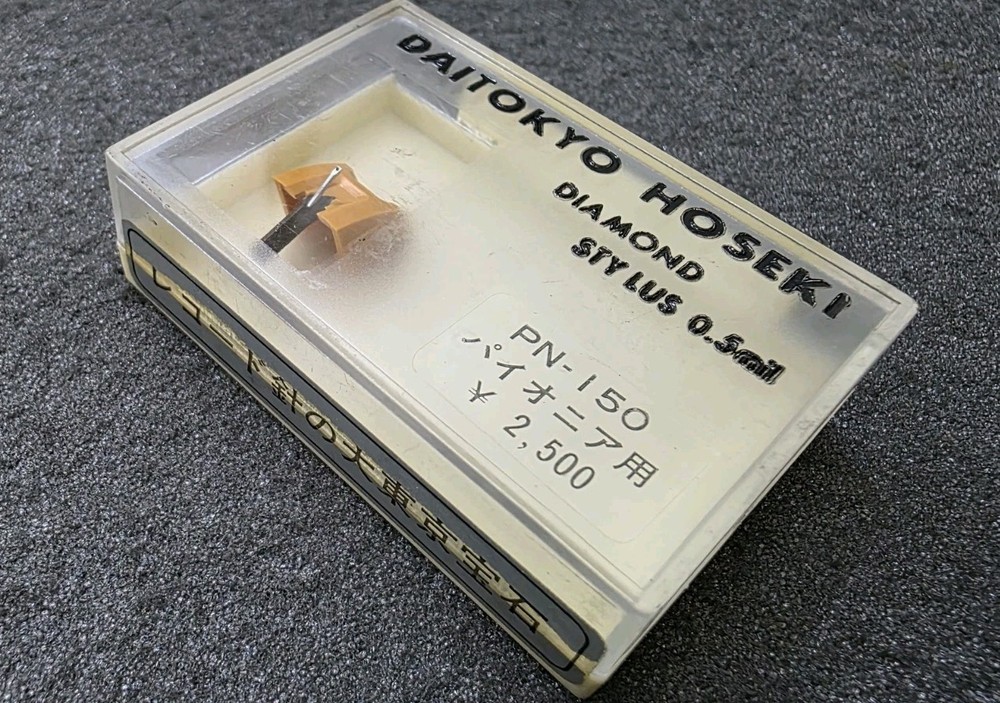 DAITOKYO HOSEKI
DIAMOND
STYLUS 0.5mil
PN-150
パイオニア用
¥ 2,500
レコード針の大東京宝石